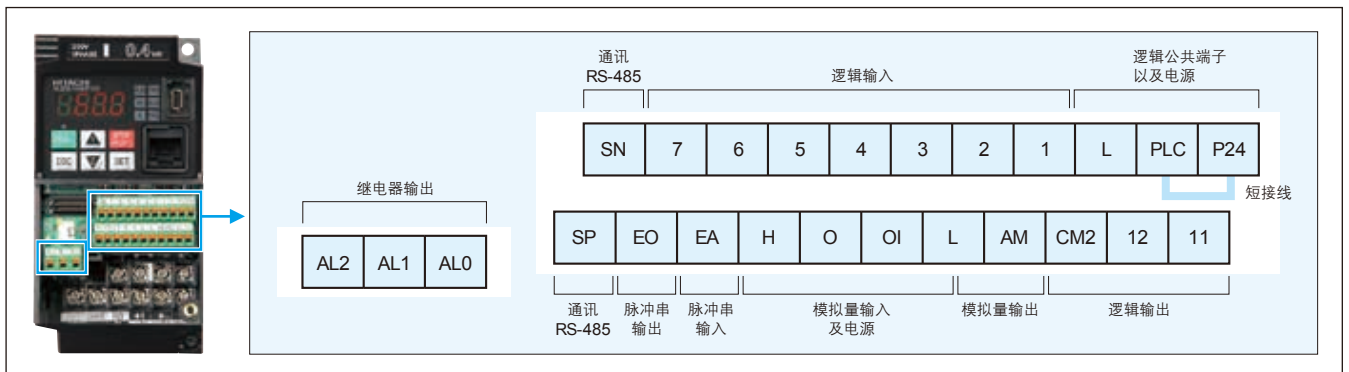 0.4
HITACHI
通讯
RS-485
逻辑输入
逻辑公共端子
以及电源
SN 7 6 5 4 3 2 1 L PLC P24
短接线
继电器输出
AL2 AL1 AL0
SP EO EA H O OI L AM CM2 12 11
通讯
RS-485
脉冲串
输出
脉冲串
输入
模拟量输入
及电源
模拟量输出
逻辑输出